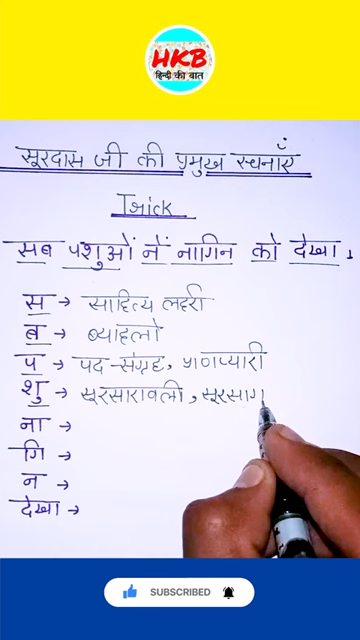 HKB
हिन्दी की बात
सूरदास जी की प्रमुख रचनाएँ
Trick
सब पशुओं नें नागिन को देखा,
स → साहित्य लहरी
ब → ब्याहलो
प → पद-संग्रह, प्राणप्यारी
शु → सूरसारावली, सूरसाग
ना →
गि →
न →
देखा →
SUBSCRIBED